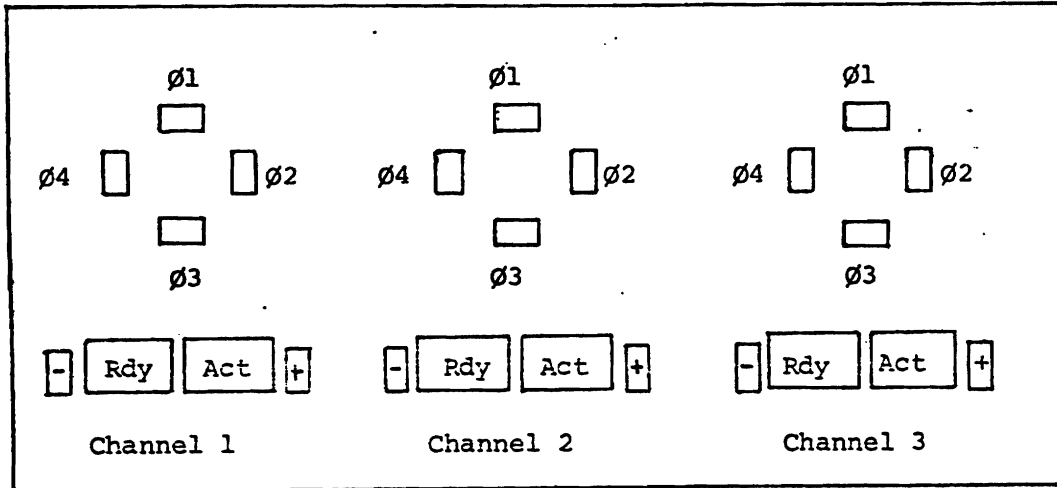 Ø1 Ø1 Ø1
Ø4 Ø2 Ø4 Ø2 Ø4 Ø2
Ø3 Ø3 Ø3
- Rdy Act + - Rdy Act + - Rdy Act +
Channel 1 Channel 2 Channel 3